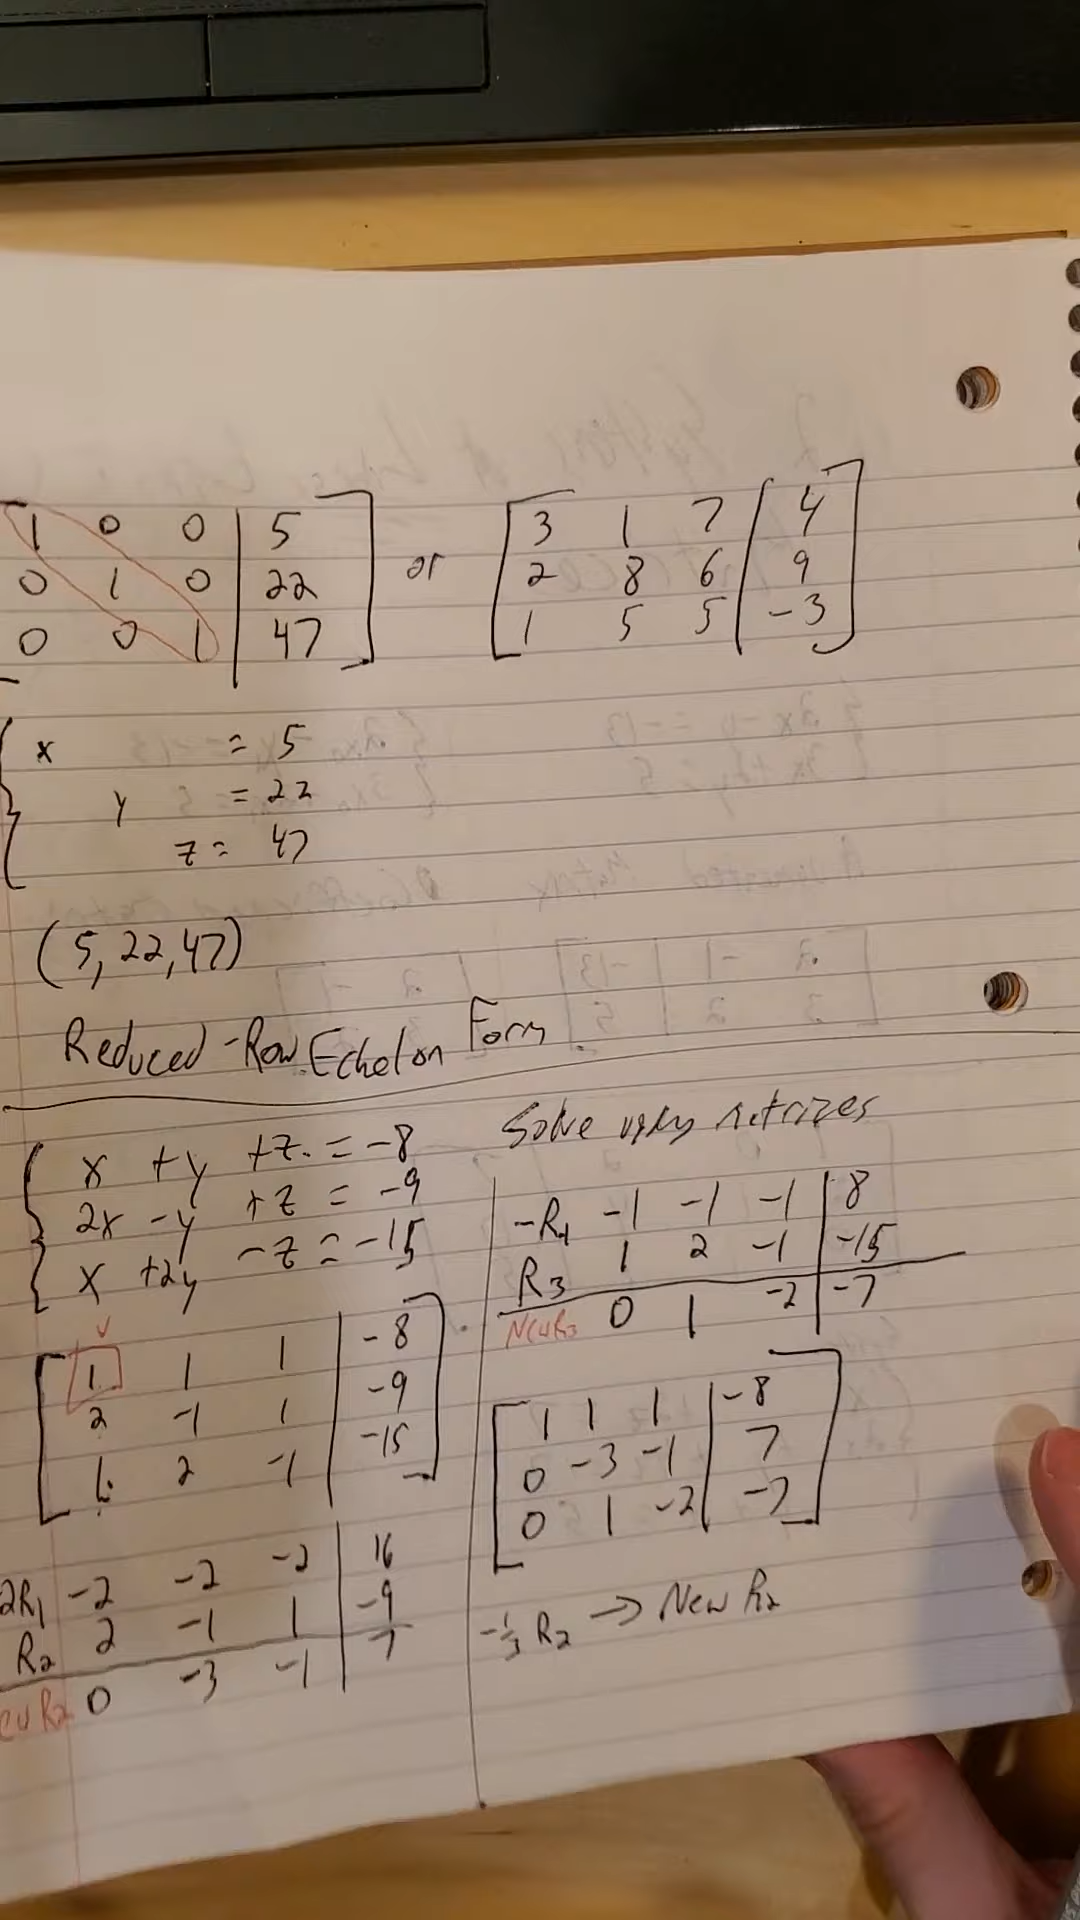 1 0 0 | 5
0 1 0 | 22
0 0 1 | 47
or
3 1 7 | 4
2 8 6 | 9
1 5 5 | -3
x = 5
y = 22
z = 47
(5, 22, 47)
Reduced-Row Echelon Form
x + y + z = -8
2x - y + z = -9
x + 2y - z = -15
1 1 1 | -8
2 -1 1 | -9
1 2 -1 | -15
2R1 -2 -2 -2 | 16
R2 2 -1 1 | -9
R2 0 -3 -1 | 7
Solve matrizes
-R1 -1 -1 -1 | 8
R3 1 2 -1 | -15
New R3 0 1 -2 | -7
1 1 1 | -8
0 -3 -1 | 7
0 1 -2 | -7
-1/3 R2 → New R2